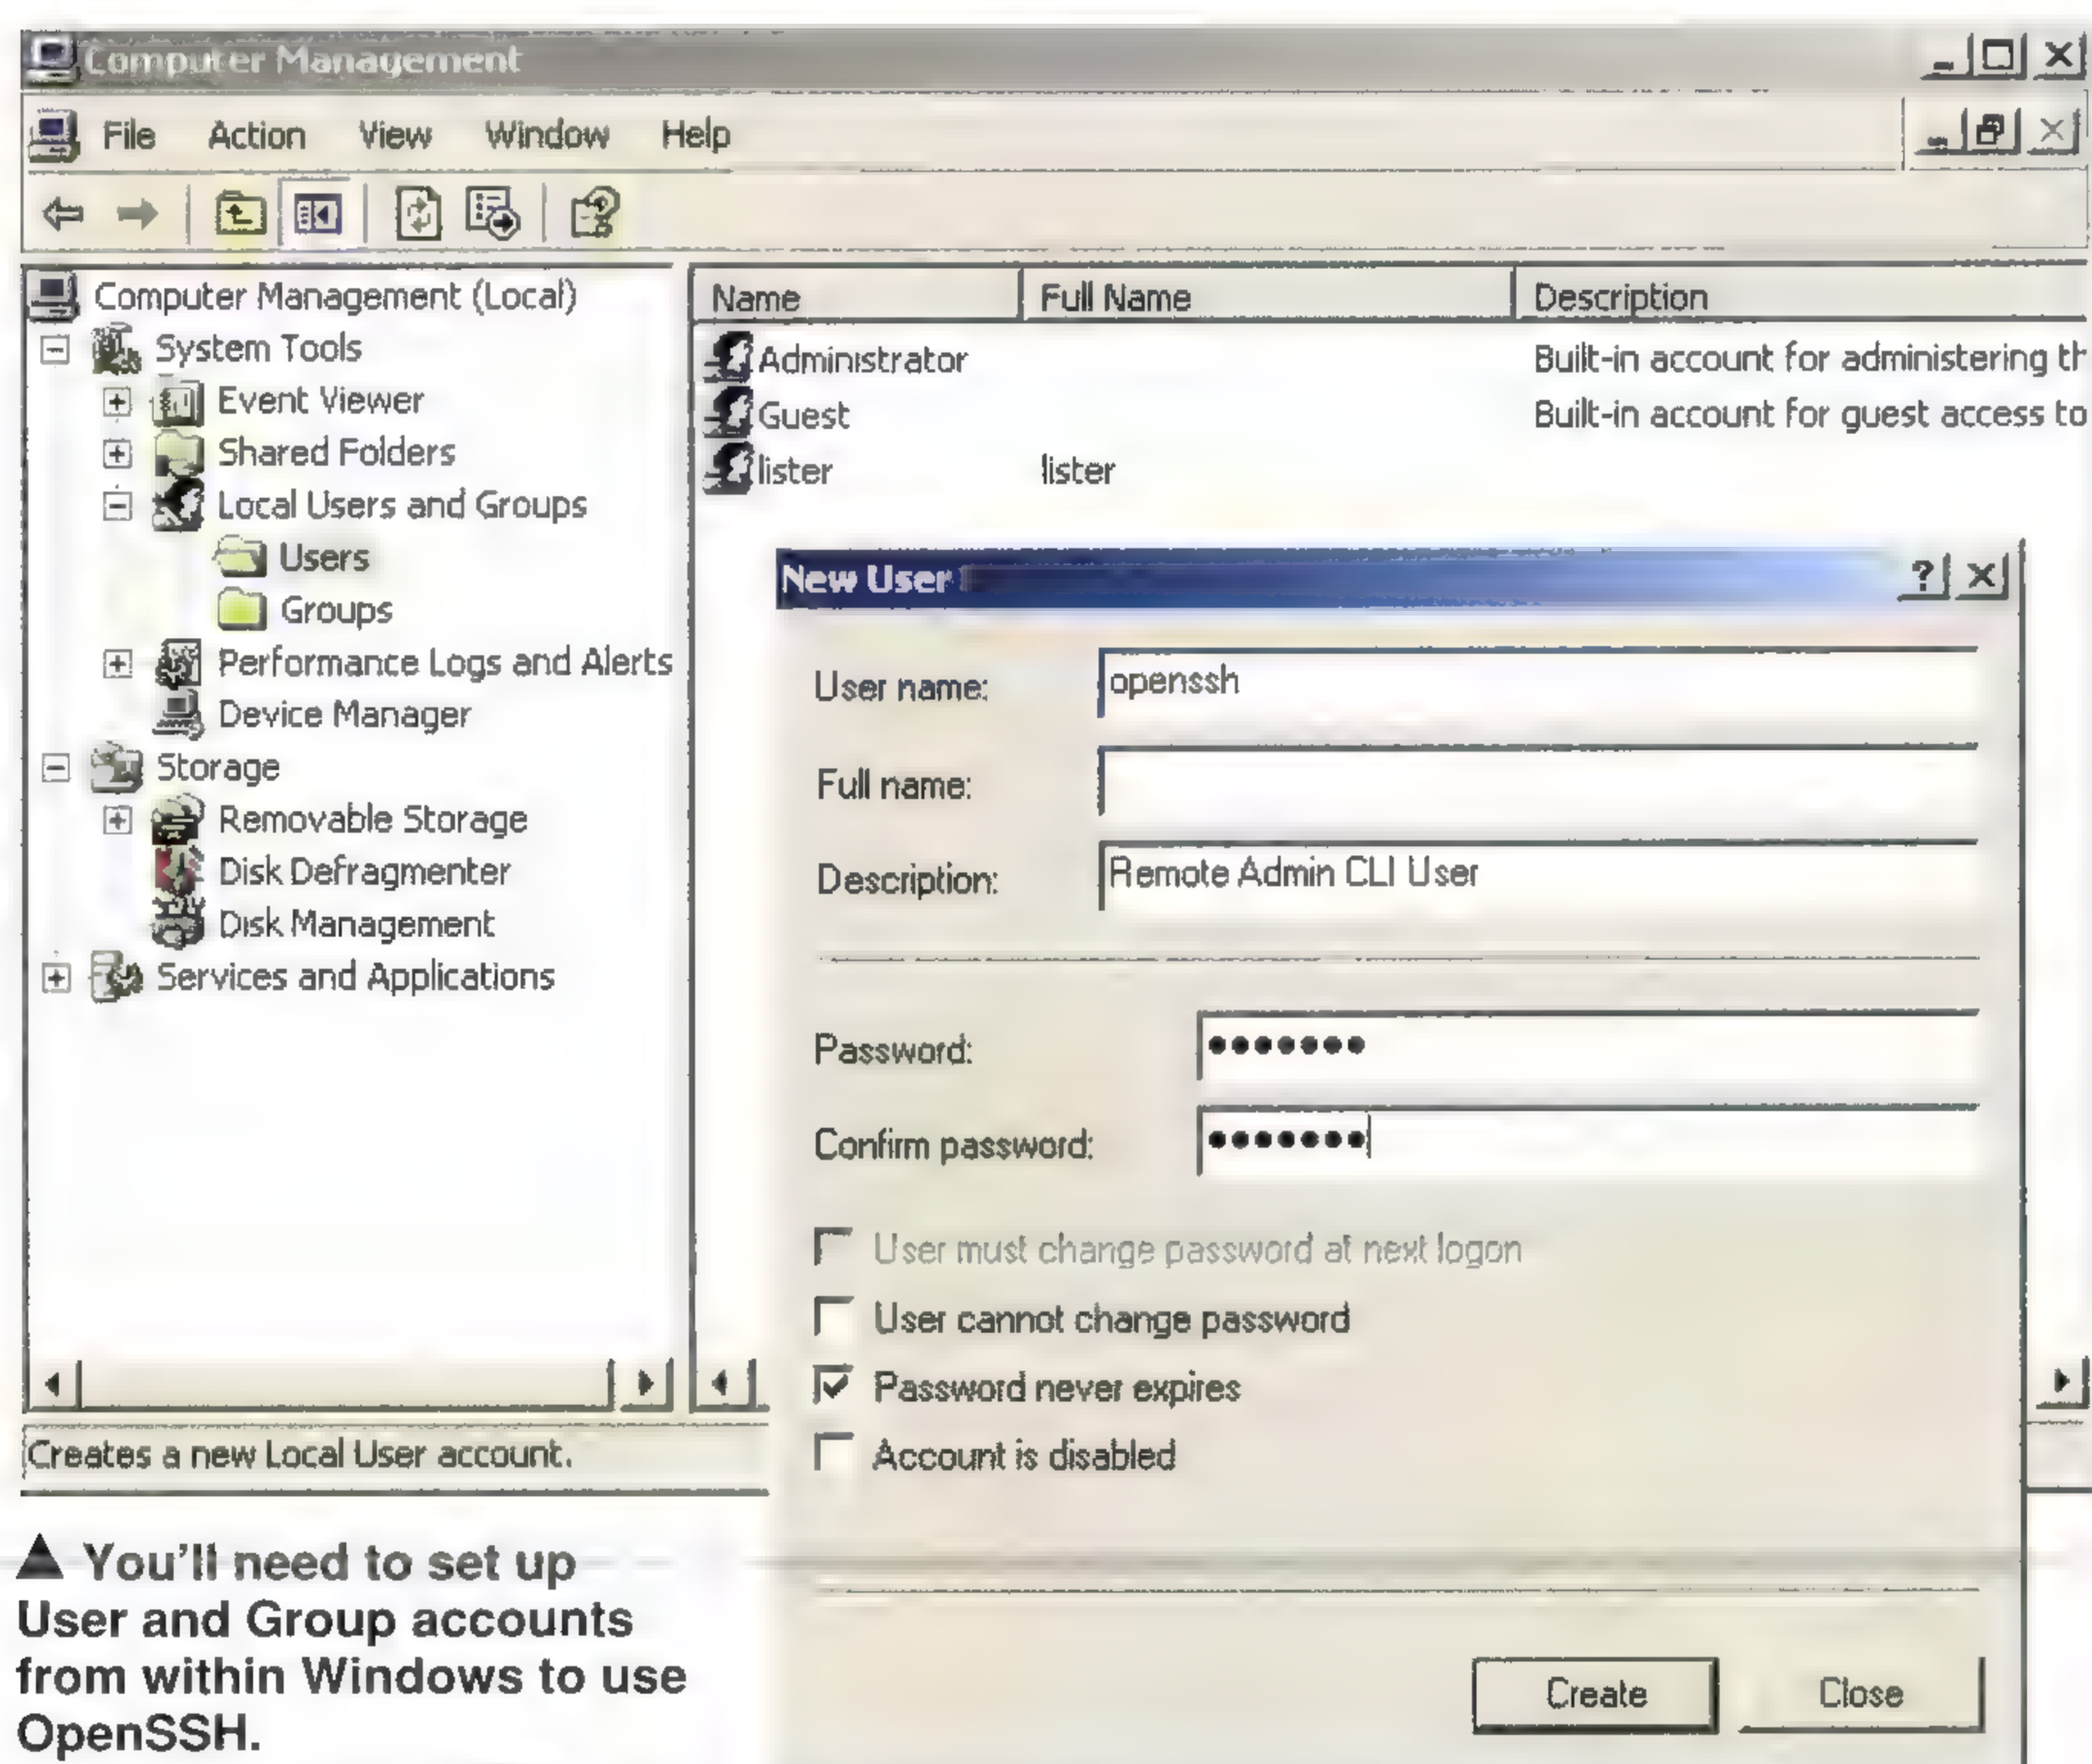 Computer Management
File Action View Window Help
Computer Management (Local)
System Tools
Event Viewer
Shared Folders
Local Users and Groups
Users
Groups
Performance Logs and Alerts
Device Manager
Storage
Removable Storage
Disk Defragmenter
Disk Management
Services and Applications
Name Full Name Description
Administrator Built-in account for administering th
Guest Built-in account for guest access to
lister lister
New User
User name: openssh
Full name:
Description: Remote Admin CLI User
Password: •••••••
Confirm password: •••••••
User must change password at next logon
User cannot change password
Password never expires
Account is disabled
Create Close
Creates a new Local User account.
▲ You'll need to set up
User and Group accounts
from within Windows to use
OpenSSH.